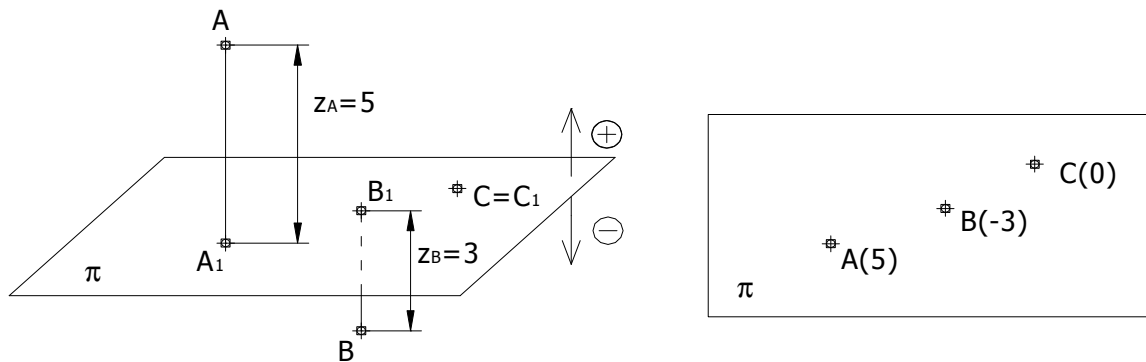 A
zA=5
+
B1
C=C1
−
A1
zB=3
π
B
C(0)
B(-3)
A(5)
π